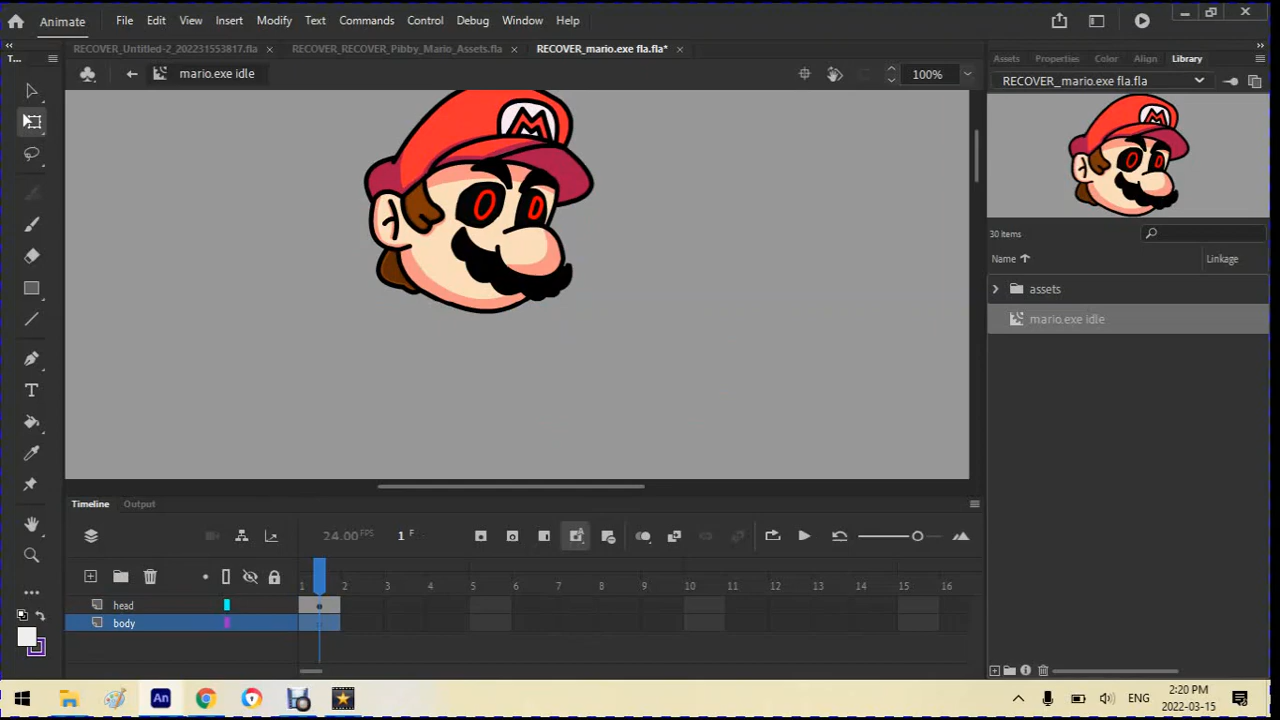 Animate File Edit View Insert Modify Text Commands Control Debug Window Help
T... RECOVER_Untitled-2_202231553817.fla RECOVER_RECOVER_Pibby_Mario_Assets.fla RECOVER_mario.exe fla.fla* Assets Properties Color Align Library
mario.exe idle 100% RECOVER_mario.exe fla.fla
M
M
30 items
Name Linkage
assets
mario.exe idle
Timeline Output
24.00 FPS 1 F
1 2 3 4 5 6 7 8 9 10 11 12 13 14 15 16
head
body
T
An ENG 2:20 PM
2022-03-15